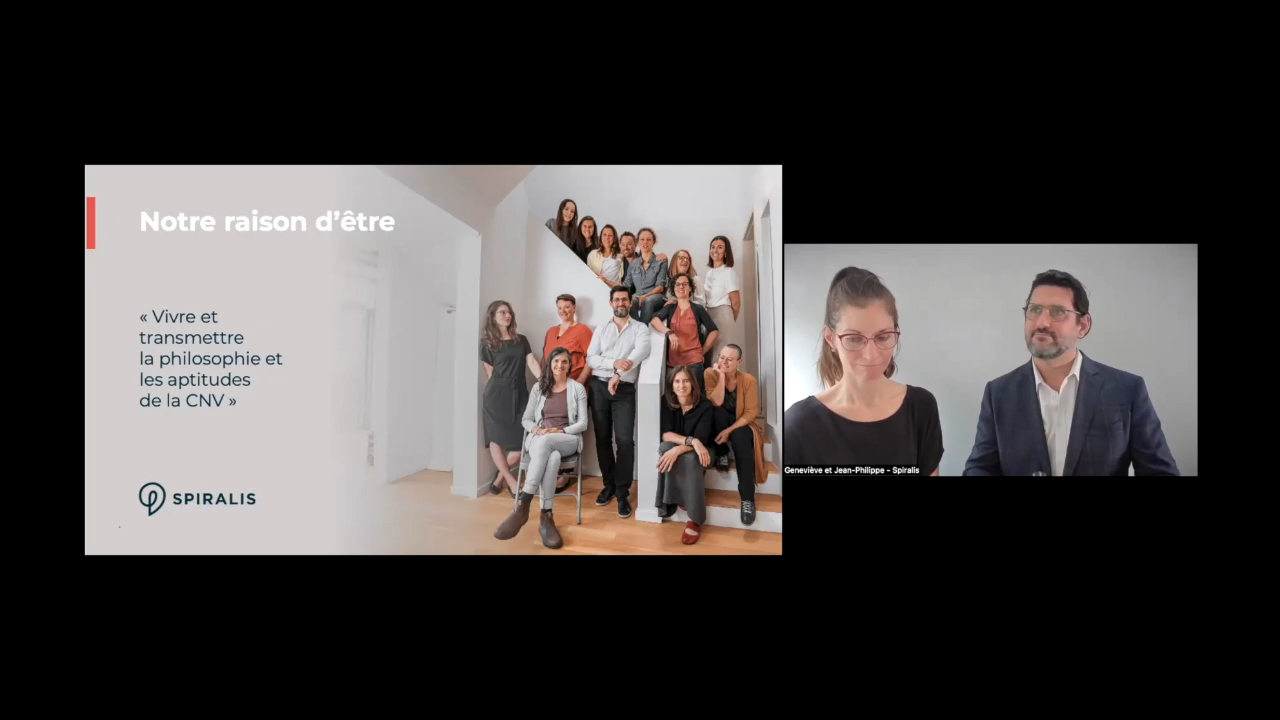 Notre raison d’être
« Vivre et
transmettre
la philosophie et
les aptitudes
de la CNV »
SPIRALIS
Geneviève et Jean-Philippe - Spiralis